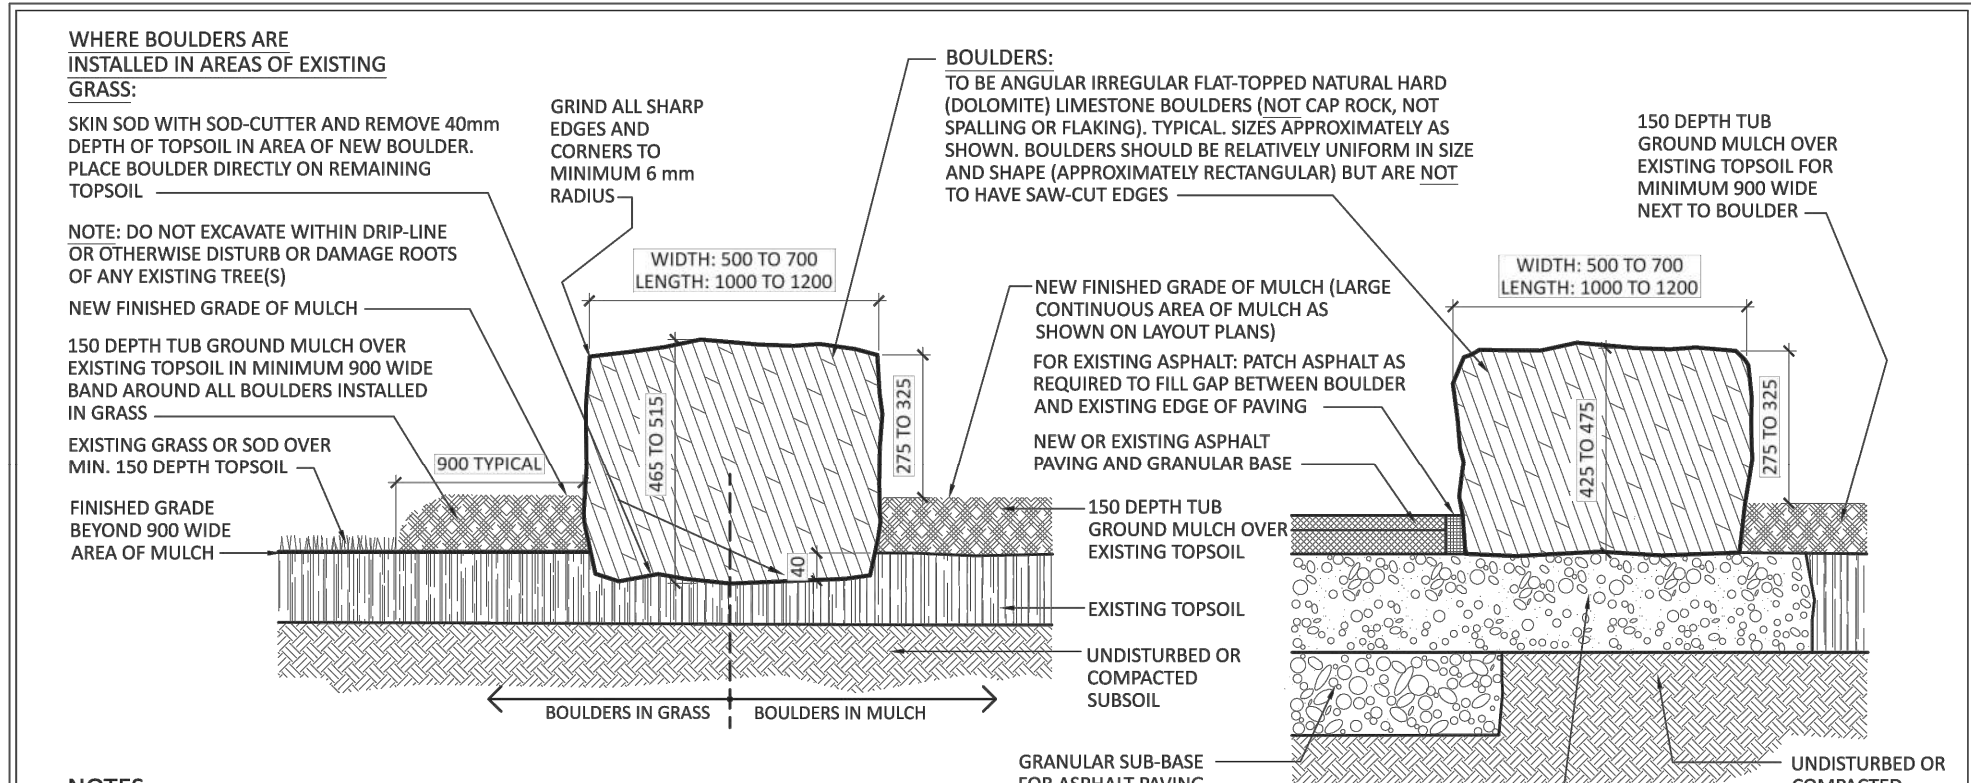 WHERE BOULDERS ARE
INSTALLED IN AREAS OF EXISTING
GRASS:
SKIN SOD WITH SOD-CUTTER AND REMOVE 40mm
DEPTH OF TOPSOIL IN AREA OF NEW BOULDER.
PLACE BOULDER DIRECTLY ON REMAINING
TOPSOIL
NOTE: DO NOT EXCAVATE WITHIN DRIP-LINE
OR OTHERWISE DISTURB OR DAMAGE ROOTS
OF ANY EXISTING TREE(S)
NEW FINISHED GRADE OF MULCH
150 DEPTH TUB GROUND MULCH OVER
EXISTING TOPSOIL IN MINIMUM 900 WIDE
BAND AROUND ALL BOULDERS INSTALLED
IN GRASS
EXISTING GRASS OR SOD OVER
MIN. 150 DEPTH TOPSOIL
FINISHED GRADE
BEYOND 900 WIDE
AREA OF MULCH
900 TYPICAL
GRIND ALL SHARP
EDGES AND
CORNERS TO
MINIMUM 6 mm
RADIUS
WIDTH: 500 TO 700
LENGTH: 1000 TO 1200
465 TO 515
275 TO 325
40
BOULDERS IN GRASS
BOULDERS IN MULCH
BOULDERS:
TO BE ANGULAR IRREGULAR FLAT-TOPPED NATURAL HARD
(DOLOMITE) LIMESTONE BOULDERS (NOT CAP ROCK, NOT
SPALLING OR FLAKING). TYPICAL. SIZES APPROXIMATELY AS
SHOWN. BOULDERS SHOULD BE RELATIVELY UNIFORM IN SIZE
AND SHAPE (APPROXIMATELY RECTANGULAR) BUT ARE NOT
TO HAVE SAW-CUT EDGES
NEW FINISHED GRADE OF MULCH (LARGE
CONTINUOUS AREA OF MULCH AS
SHOWN ON LAYOUT PLANS)
FOR EXISTING ASPHALT: PATCH ASPHALT AS
REQUIRED TO FILL GAP BETWEEN BOULDER
AND EXISTING EDGE OF PAVING
NEW OR EXISTING ASPHALT
PAVING AND GRANULAR BASE
150 DEPTH TUB
GROUND MULCH OVER
EXISTING TOPSOIL
EXISTING TOPSOIL
UNDISTURBED OR
COMPACTED
SUBSOIL
GRANULAR SUB-BASE
FOR ASPHALT PAVING
150 DEPTH TUB
GROUND MULCH OVER
EXISTING TOPSOIL FOR
MINIMUM 900 WIDE
NEXT TO BOULDER
WIDTH: 500 TO 700
LENGTH: 1000 TO 1200
425 TO 475
275 TO 325
UNDISTURBED OR
COMPACTED
NOTES